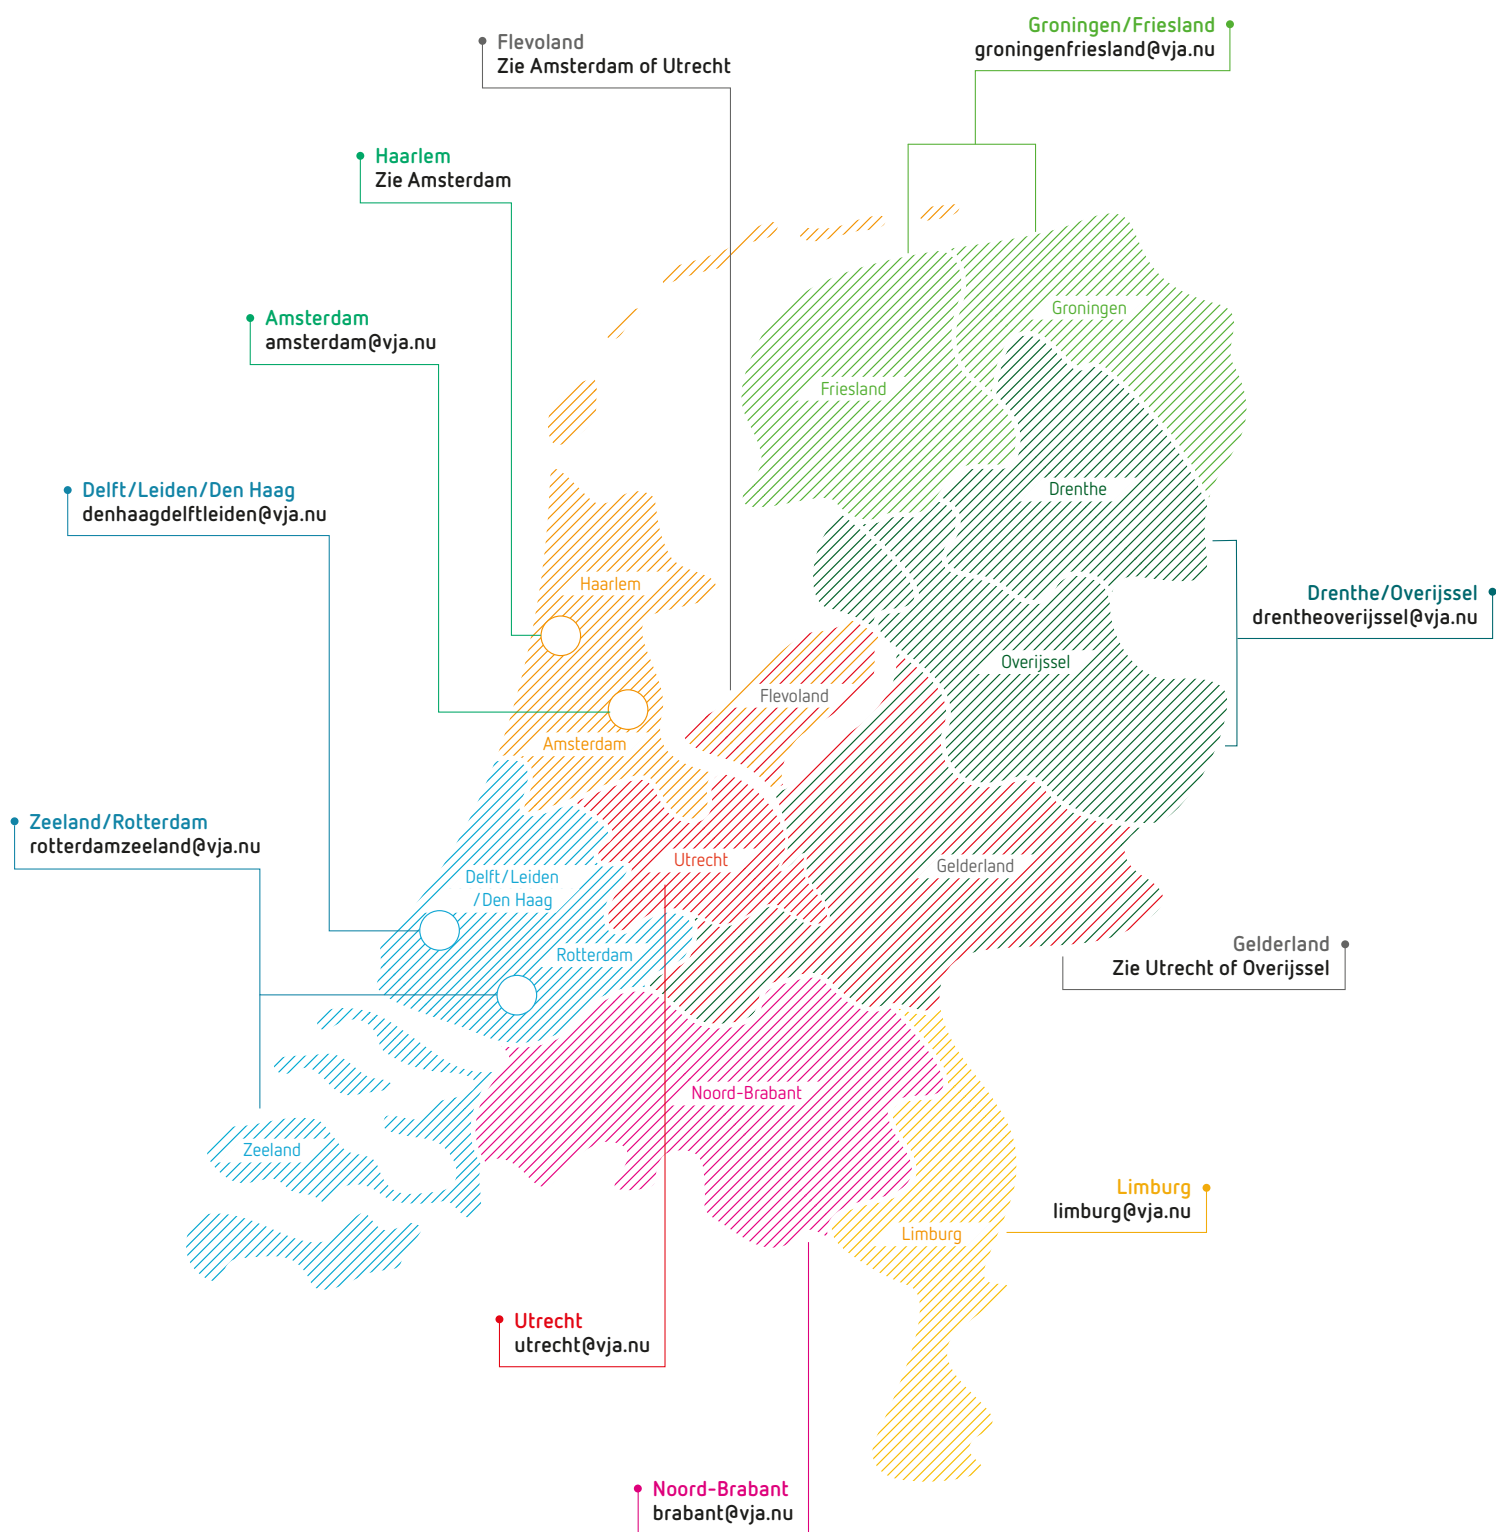 Groningen/Friesland
groningenfriesland@vja.nu
Flevoland
Zie Amsterdam of Utrecht
Haarlem
Zie Amsterdam
Groningen
Amsterdam
amsterdam@vja.nu
Friesland
Delft/Leiden/Den Haag
denhaagdelftleiden@vja.nu
Drenthe
Haarlem
Drenthe/Overijssel
drentheoverijssel@vja.nu
Overijssel
Flevoland
Amsterdam
Zeeland/Rotterdam
rotterdamzeeland@vja.nu
Utrecht
Gelderland
Delft/Leiden
/Den Haag
Rotterdam
Gelderland
Zie Utrecht of Overijssel
Noord-Brabant
Zeeland
Limburg
limburg@vja.nu
Limburg
Utrecht
utrecht@vja.nu
Noord-Brabant
brabant@vja.nu